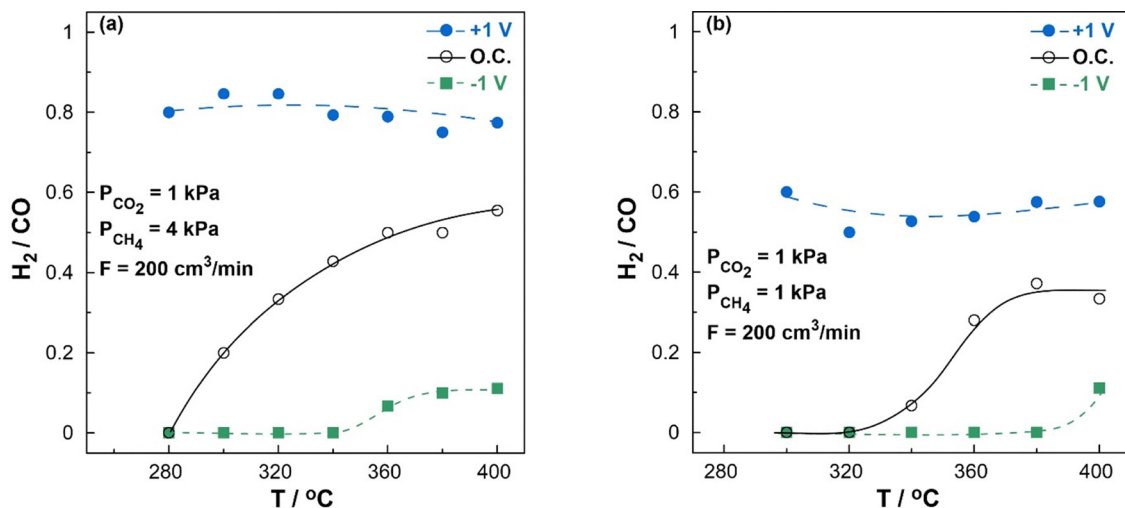 (a)
+1 V
O.C.
-1 V
1
0.8
0.6
0.4
0.2
0
H2 / CO
PCO2 = 1 kPa
PCH4 = 4 kPa
F = 200 cm3/min
280 320 360 400
T / oC
(b)
+1 V
O.C.
-1 V
1
0.8
0.6
0.4
0.2
0
H2 / CO
PCO2 = 1 kPa
PCH4 = 1 kPa
F = 200 cm3/min
280 320 360 400
T / oC